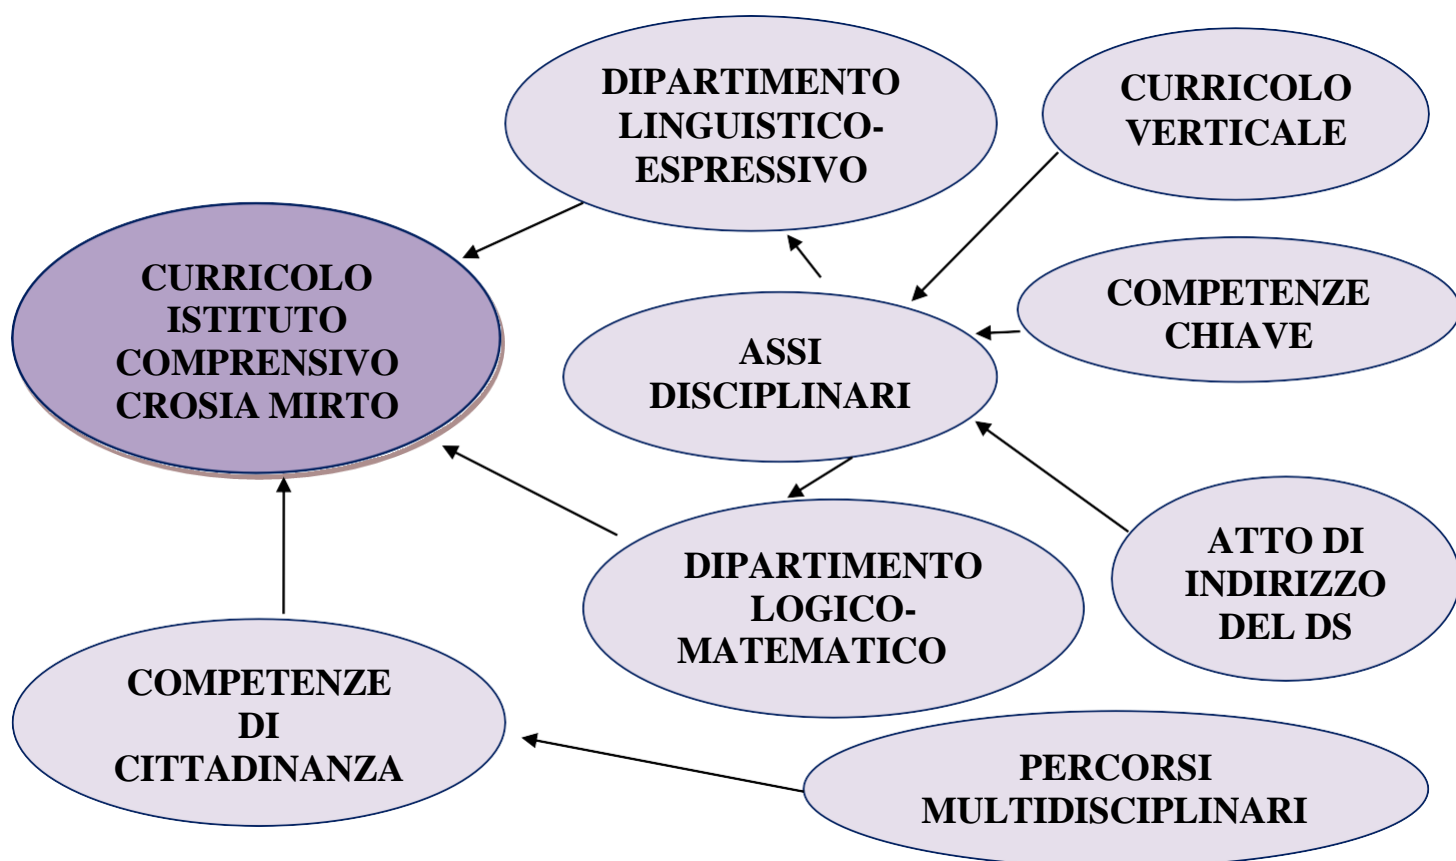 DIPARTIMENTO
LINGUISTICO-
ESPRESSIVO
CURRICOLO
VERTICALE
CURRICOLO
ISTITUTO
COMPRENSIVO
CROSIA MIRTO
COMPETENZE
CHIAVE
ASSI
DISCIPLINARI
ATTO DI
INDIRIZZO
DEL DS
DIPARTIMENTO
LOGICO-
MATEMATICO
COMPETENZE
DI
CITTADINANZA
PERCORSI
MULTIDISCIPLINARI